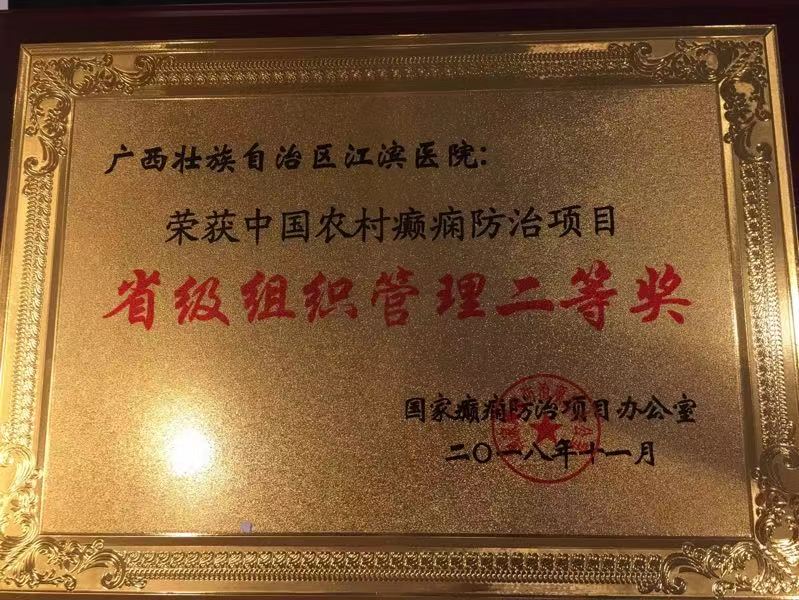 广西壮族自治区江滨医院:
荣获中国农村癫痫防治项目
省级组织管理二等奖
国家癫痫防治项目办公室
二〇一八年十一月